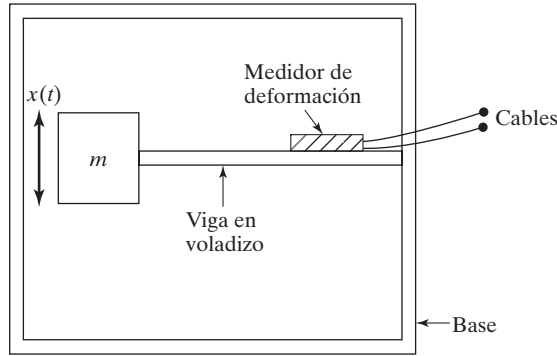 Medidor de
deformación
x(t)
Cables
m
Viga en
voladizo
Base